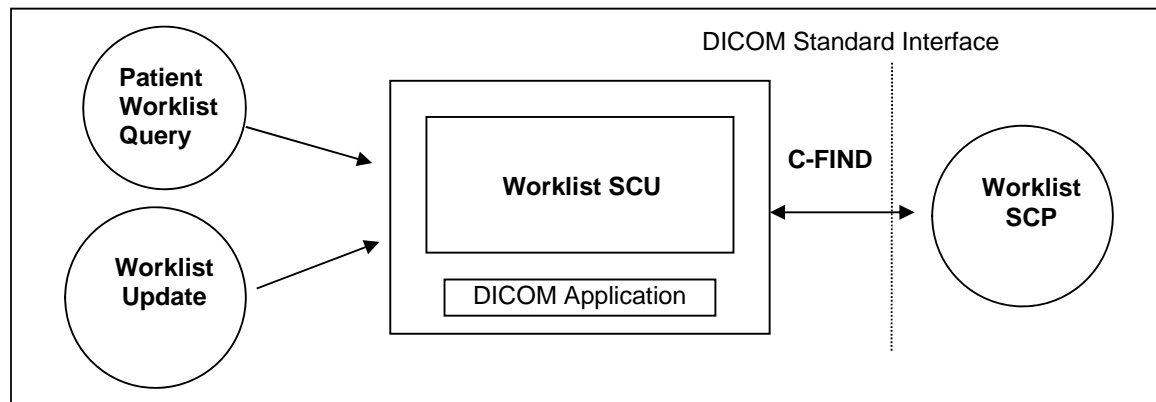 Patient
Worklist
Query
Worklist
Update
Worklist SCU
DICOM Application
DICOM Standard Interface
C-FIND
Worklist
SCP